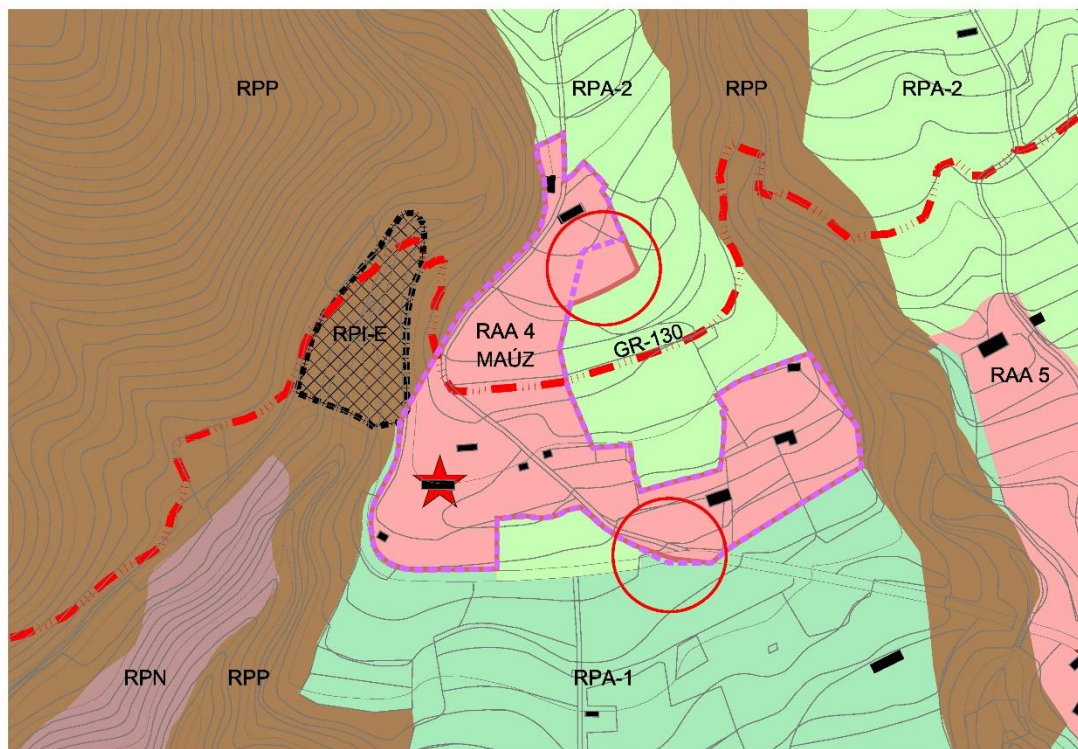 RPP
RPA-2
RPP
RPA-2
RPI-E
RAA 4
MAÚZ
GR-130
RAA 5
RPN
RPP
RPA-1